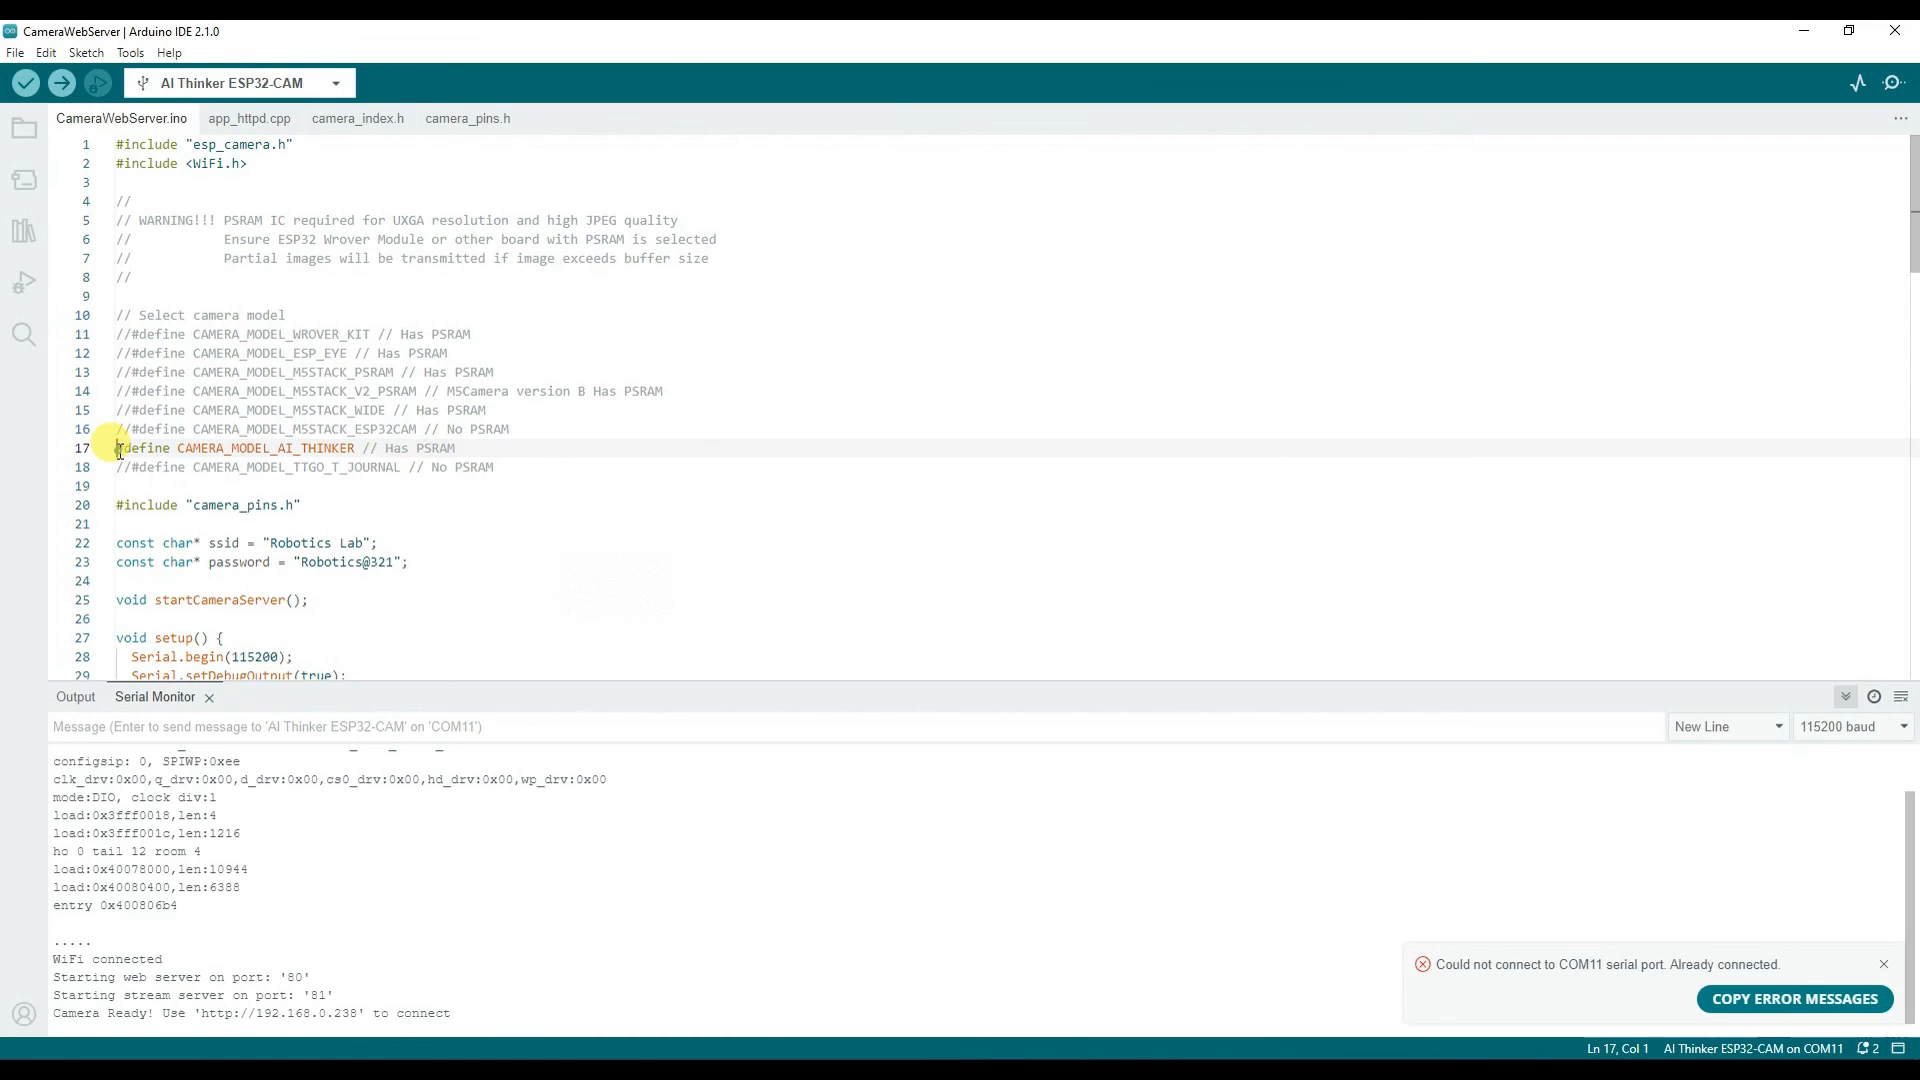 CameraWebServer | Arduino IDE 2.1.0
File Edit Sketch Tools Help
AI Thinker ESP32-CAM
CameraWebServer.ino app_httpd.cpp camera_index.h camera_pins.h
1 #include "esp_camera.h"
2 #include <WiFi.h>
3
4 //
5 // WARNING!!! PSRAM IC required for UXGA resolution and high JPEG quality
6 // Ensure ESP32 Wrover Module or other board with PSRAM is selected
7 // Partial images will be transmitted if image exceeds buffer size
8 //
9
10 // Select camera model
11 //#define CAMERA_MODEL_WROVER_KIT // Has PSRAM
12 //#define CAMERA_MODEL_ESP_EYE // Has PSRAM
13 //#define CAMERA_MODEL_M5STACK_PSRAM // Has PSRAM
14 //#define CAMERA_MODEL_M5STACK_V2_PSRAM // M5Camera version B Has PSRAM
15 //#define CAMERA_MODEL_M5STACK_WIDE // Has PSRAM
16 //#define CAMERA_MODEL_M5STACK_ESP32CAM // No PSRAM
17 #define CAMERA_MODEL_AI_THINKER // Has PSRAM
18 //#define CAMERA_MODEL_TTGO_T_JOURNAL // No PSRAM
19
20 #include "camera_pins.h"
21
22 const char* ssid = "Robotics Lab";
23 const char* password = "Robotics@321";
24
25 void startCameraServer();
26
27 void setup() {
28 Serial.begin(115200);
29 Serial.setDebugOutput(true);
Output Serial Monitor
Message (Enter to send message to 'AI Thinker ESP32-CAM' on 'COM11')
New Line 115200 baud
configsip: 0, SPIWP:0xee
clk_drv:0x00,q_drv:0x00,d_drv:0x00,cs0_drv:0x00,hd_drv:0x00,wp_drv:0x00
mode:DIO, clock div:1
load:0x3fff0018,len:4
load:0x3fff001c,len:1216
ho 0 tail 12 room 4
load:0x40078000,len:10944
load:0x40080400,len:6388
entry 0x400806b4
.....
WiFi connected
Starting web server on port: '80'
Starting stream server on port: '81'
Camera Ready! Use 'http://192.168.0.238' to connect
Could not connect to COM11 serial port. Already connected.
COPY ERROR MESSAGES
Ln 17, Col 1 AI Thinker ESP32-CAM on COM11 2